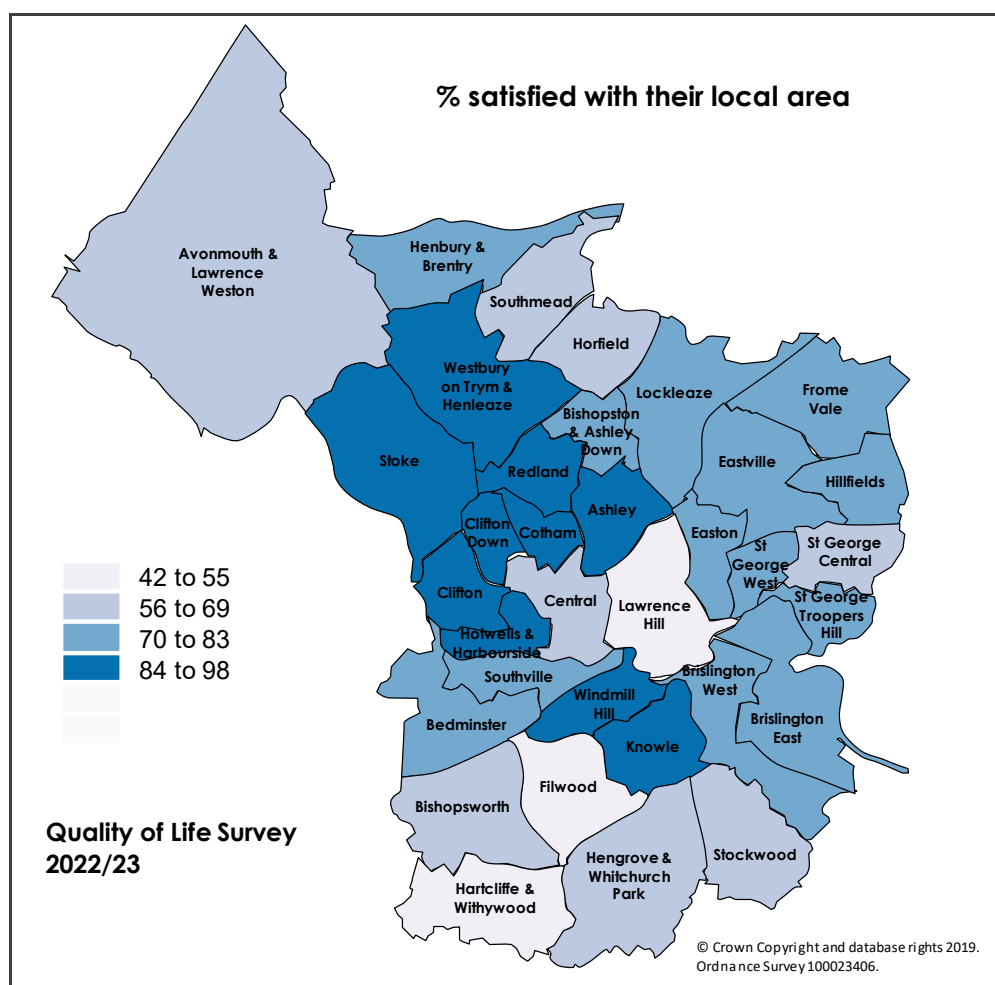 % satisfied with their local area
Avonmouth &
Lawrence
Weston
Henbury &
Brentry
Southmead
Horfield
Westbury
on Trym &
Henleaze
Lockleaze
Frome
Vale
Bishopston
& Ashley
Down
Stoke
Redland
Eastville
Hillfields
Ashley
Clifton
Down
Cotham
Easton
St
George
West
St George
Central
42 to 55
56 to 69
70 to 83
84 to 98
Clifton
Central
Lawrence
Hill
St George
Troopers
Hill
Hotwells &
Harbourside
Southville
Brislington
West
Windmill
Hill
Bedminster
Knowle
Brislington
East
Filwood
Bishopsworth
Quality of Life Survey
2022/23
Hengrove &
Whitchurch
Park
Stockwood
Hartcliffe &
Withywood
© Crown Copyright and database rights 2019.
Ordnance Survey 100023406.